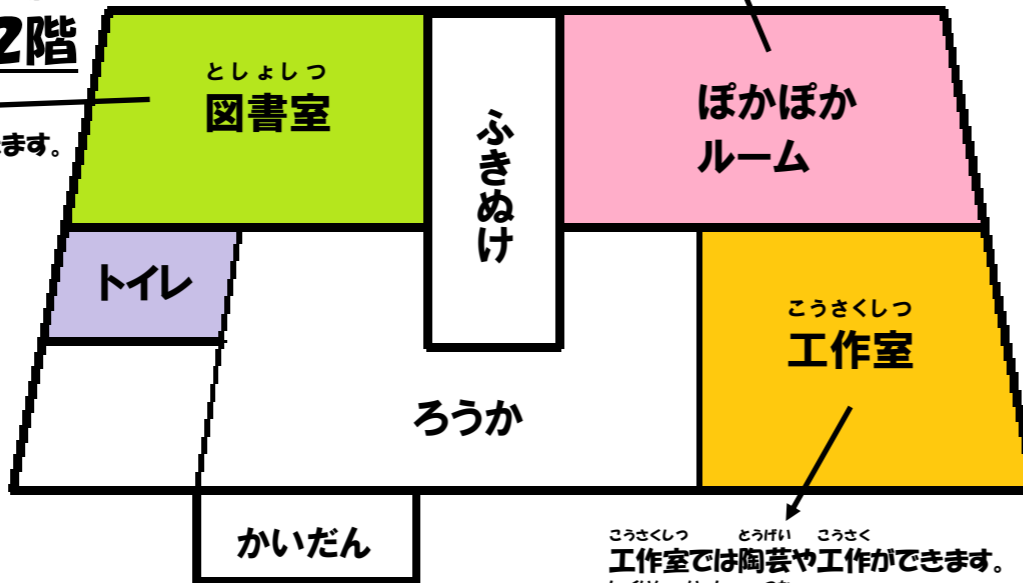 2階
としょしつ
図書室
ます。
ふきぬけ
ぽかぽか
ルーム
トイレ
こうさくしつ
工作室
ろうか
かいだん
こうさくしつ とうげい こうさく
工作室では陶芸や工作ができます。